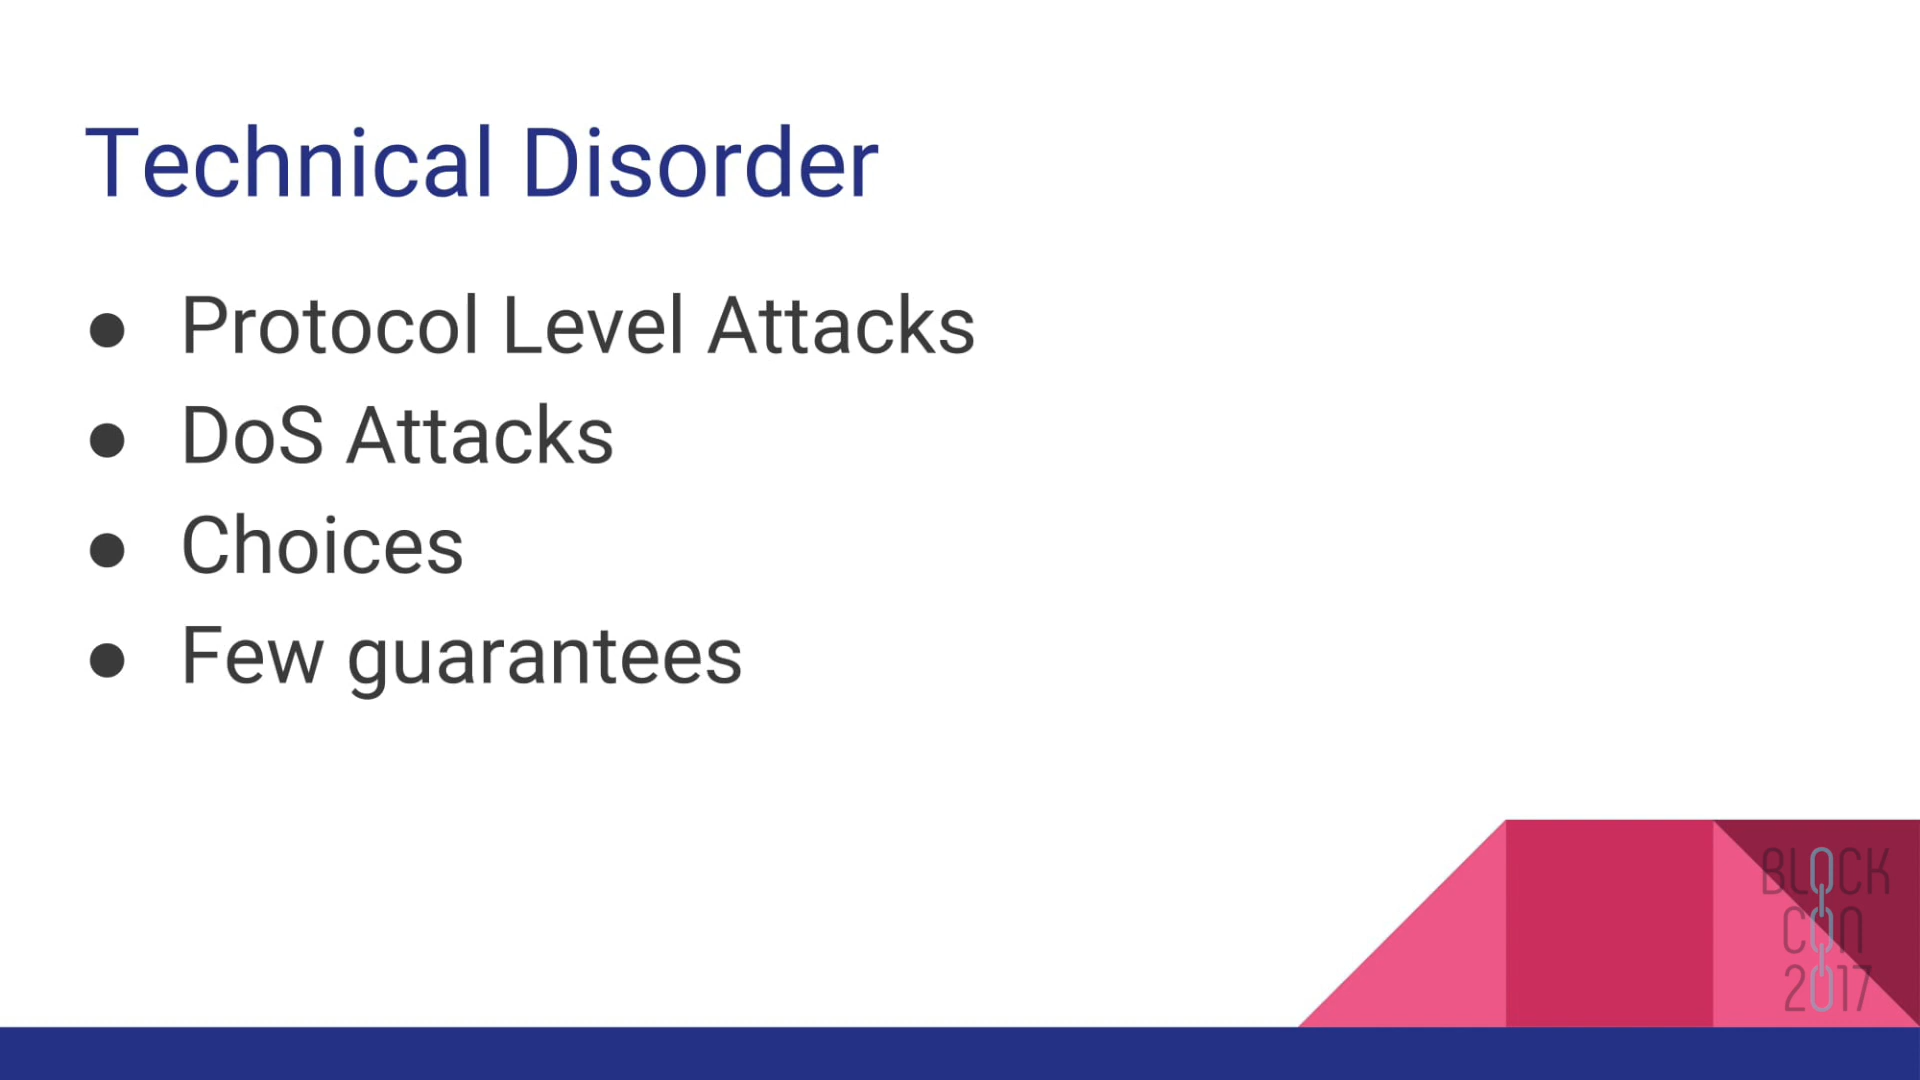 Technical Disorder
● Protocol Level Attacks
● DoS Attacks
● Choices
● Few guarantees
BLOCK
CON
2017